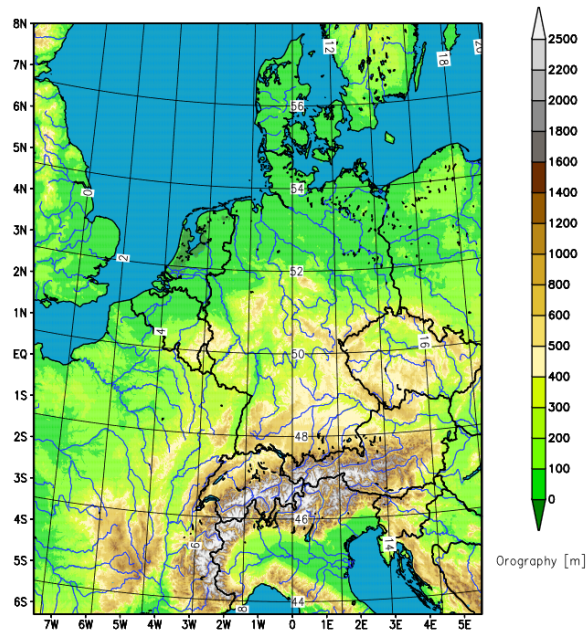 8N
7N
6N
5N
4N
3N
2N
1N
EQ
1S
2S
3S
4S
5S
6S
7W
6W
5W
4W
3W
2W
1W
0
1E
2E
3E
4E
5E
12
18
20
56
54
0
2
52
4
16
50
48
46
14
6
8
44
2500
2200
2000
1800
1600
1400
1200
1000
800
600
500
400
300
200
100
0
Orography [m]